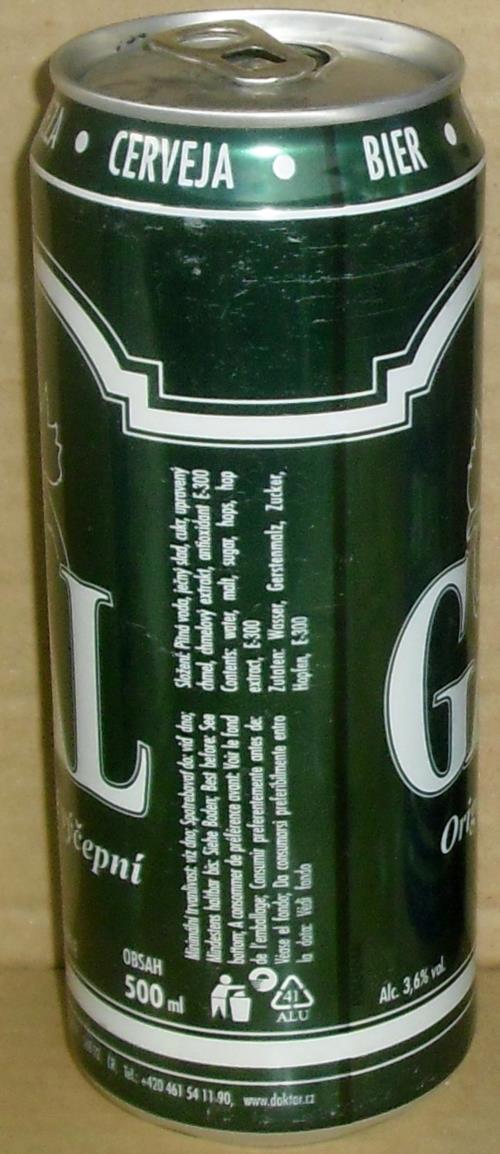 • CERVEJA • BIER •
Složení: Pitná voda, ječný slad, cukr, upravený
chmel, chmelový extrakt, antioxidant E-300
Contents: water, malt, sugar, hops, hop
extract, E-300
Zutaten: Wasser, Gerstenmalz, Zucker,
Hopfen, E-300
Minimální trvanlivost: viz dno; Spotřebovat do: viz dno;
Mindestens haltbar bis: Siehe Boden; Best before: See
bottom; A consommer de préférence avant: Voir le fond
de l'emballage; Consumir preferentemente antes de:
Véase el fondo; Da consumarsi preferibilmente entro
la data: Vedi fondo
L
čepní
G
Ori
OBSAH
500 ml
41
ALU
Alc. 3,6% vol.
ČR, Tel.: +420 461 54 11 90, www.daktar.cz